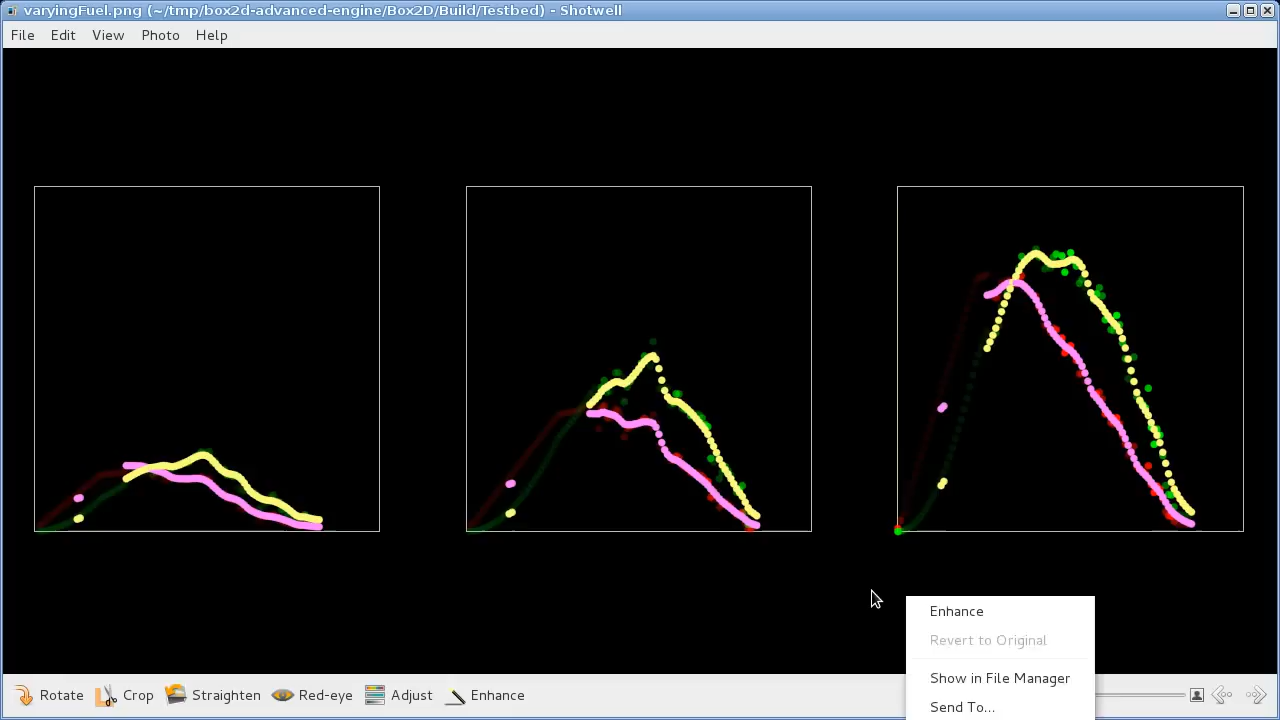 varyingFuel.png (~/tmp/box2d-advanced-engine/Box2D/Build/Testbed) - Shotwell
File Edit View Photo Help
Enhance
Revert to Original
Show in File Manager
Send To...
Rotate Crop Straighten Red-eye Adjust Enhance